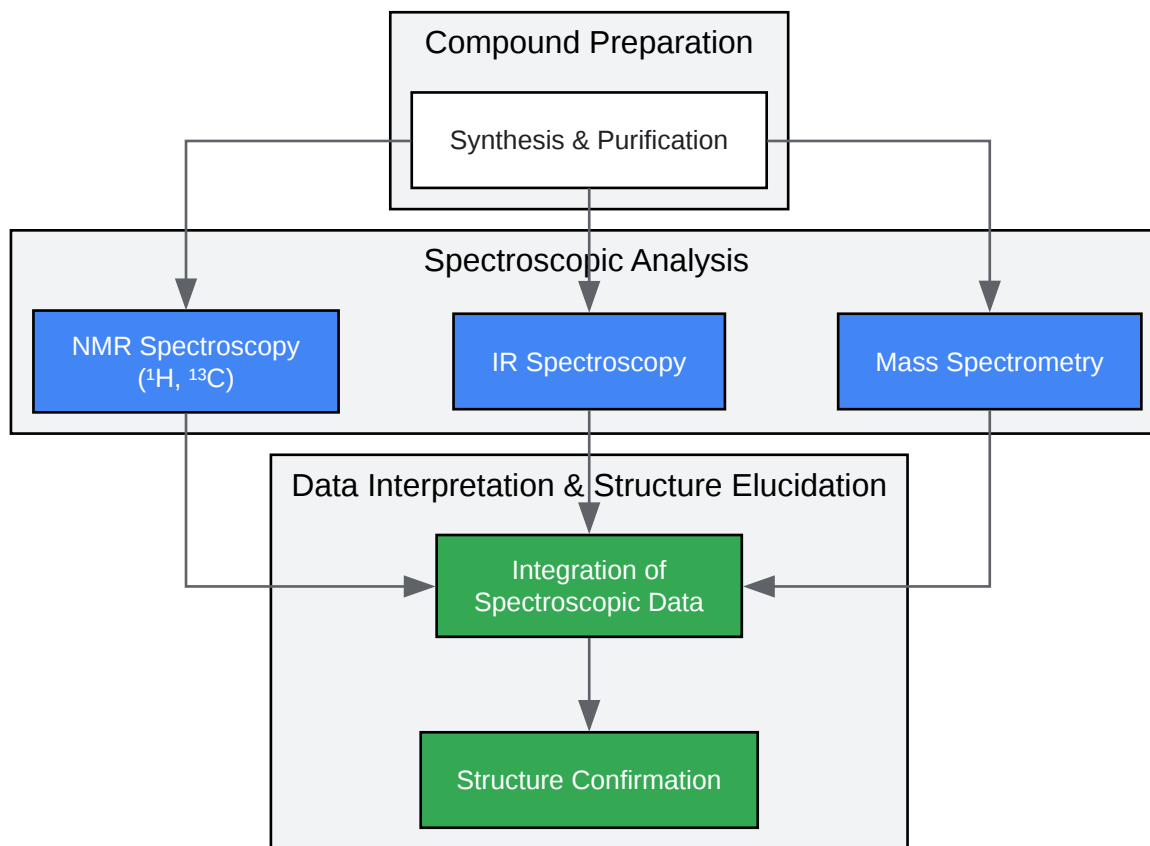 Compound Preparation
Synthesis & Purification
Spectroscopic Analysis
NMR Spectroscopy
(¹H, ¹³C)
IR Spectroscopy
Mass Spectrometry
Data Interpretation & Structure Elucidation
Integration of
Spectroscopic Data
Structure Confirmation